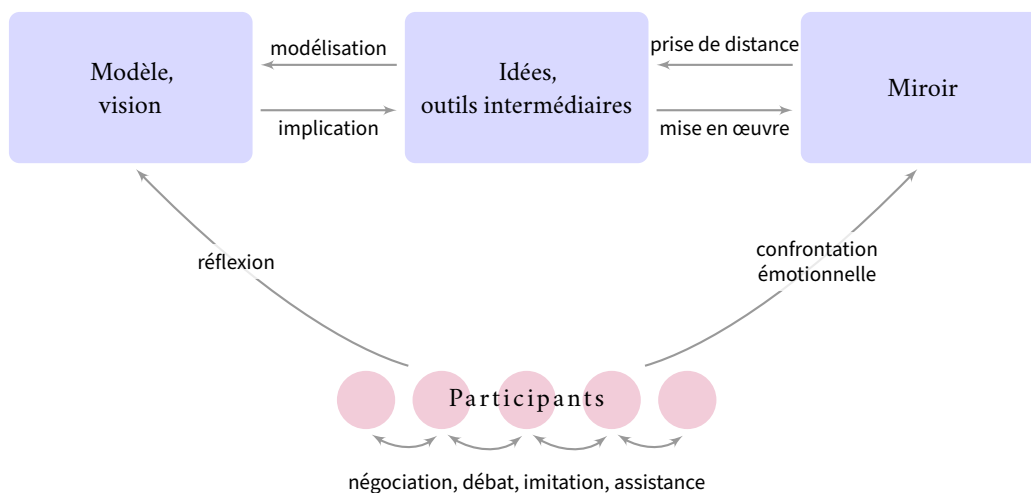 modélisation
prise de distance
Modèle,
vision
Idées,
outils intermédiaires
Miroir
implication
mise en œuvre
réflexion
confrontation
émotionnelle
Participants
négociation, débat, imitation, assistance